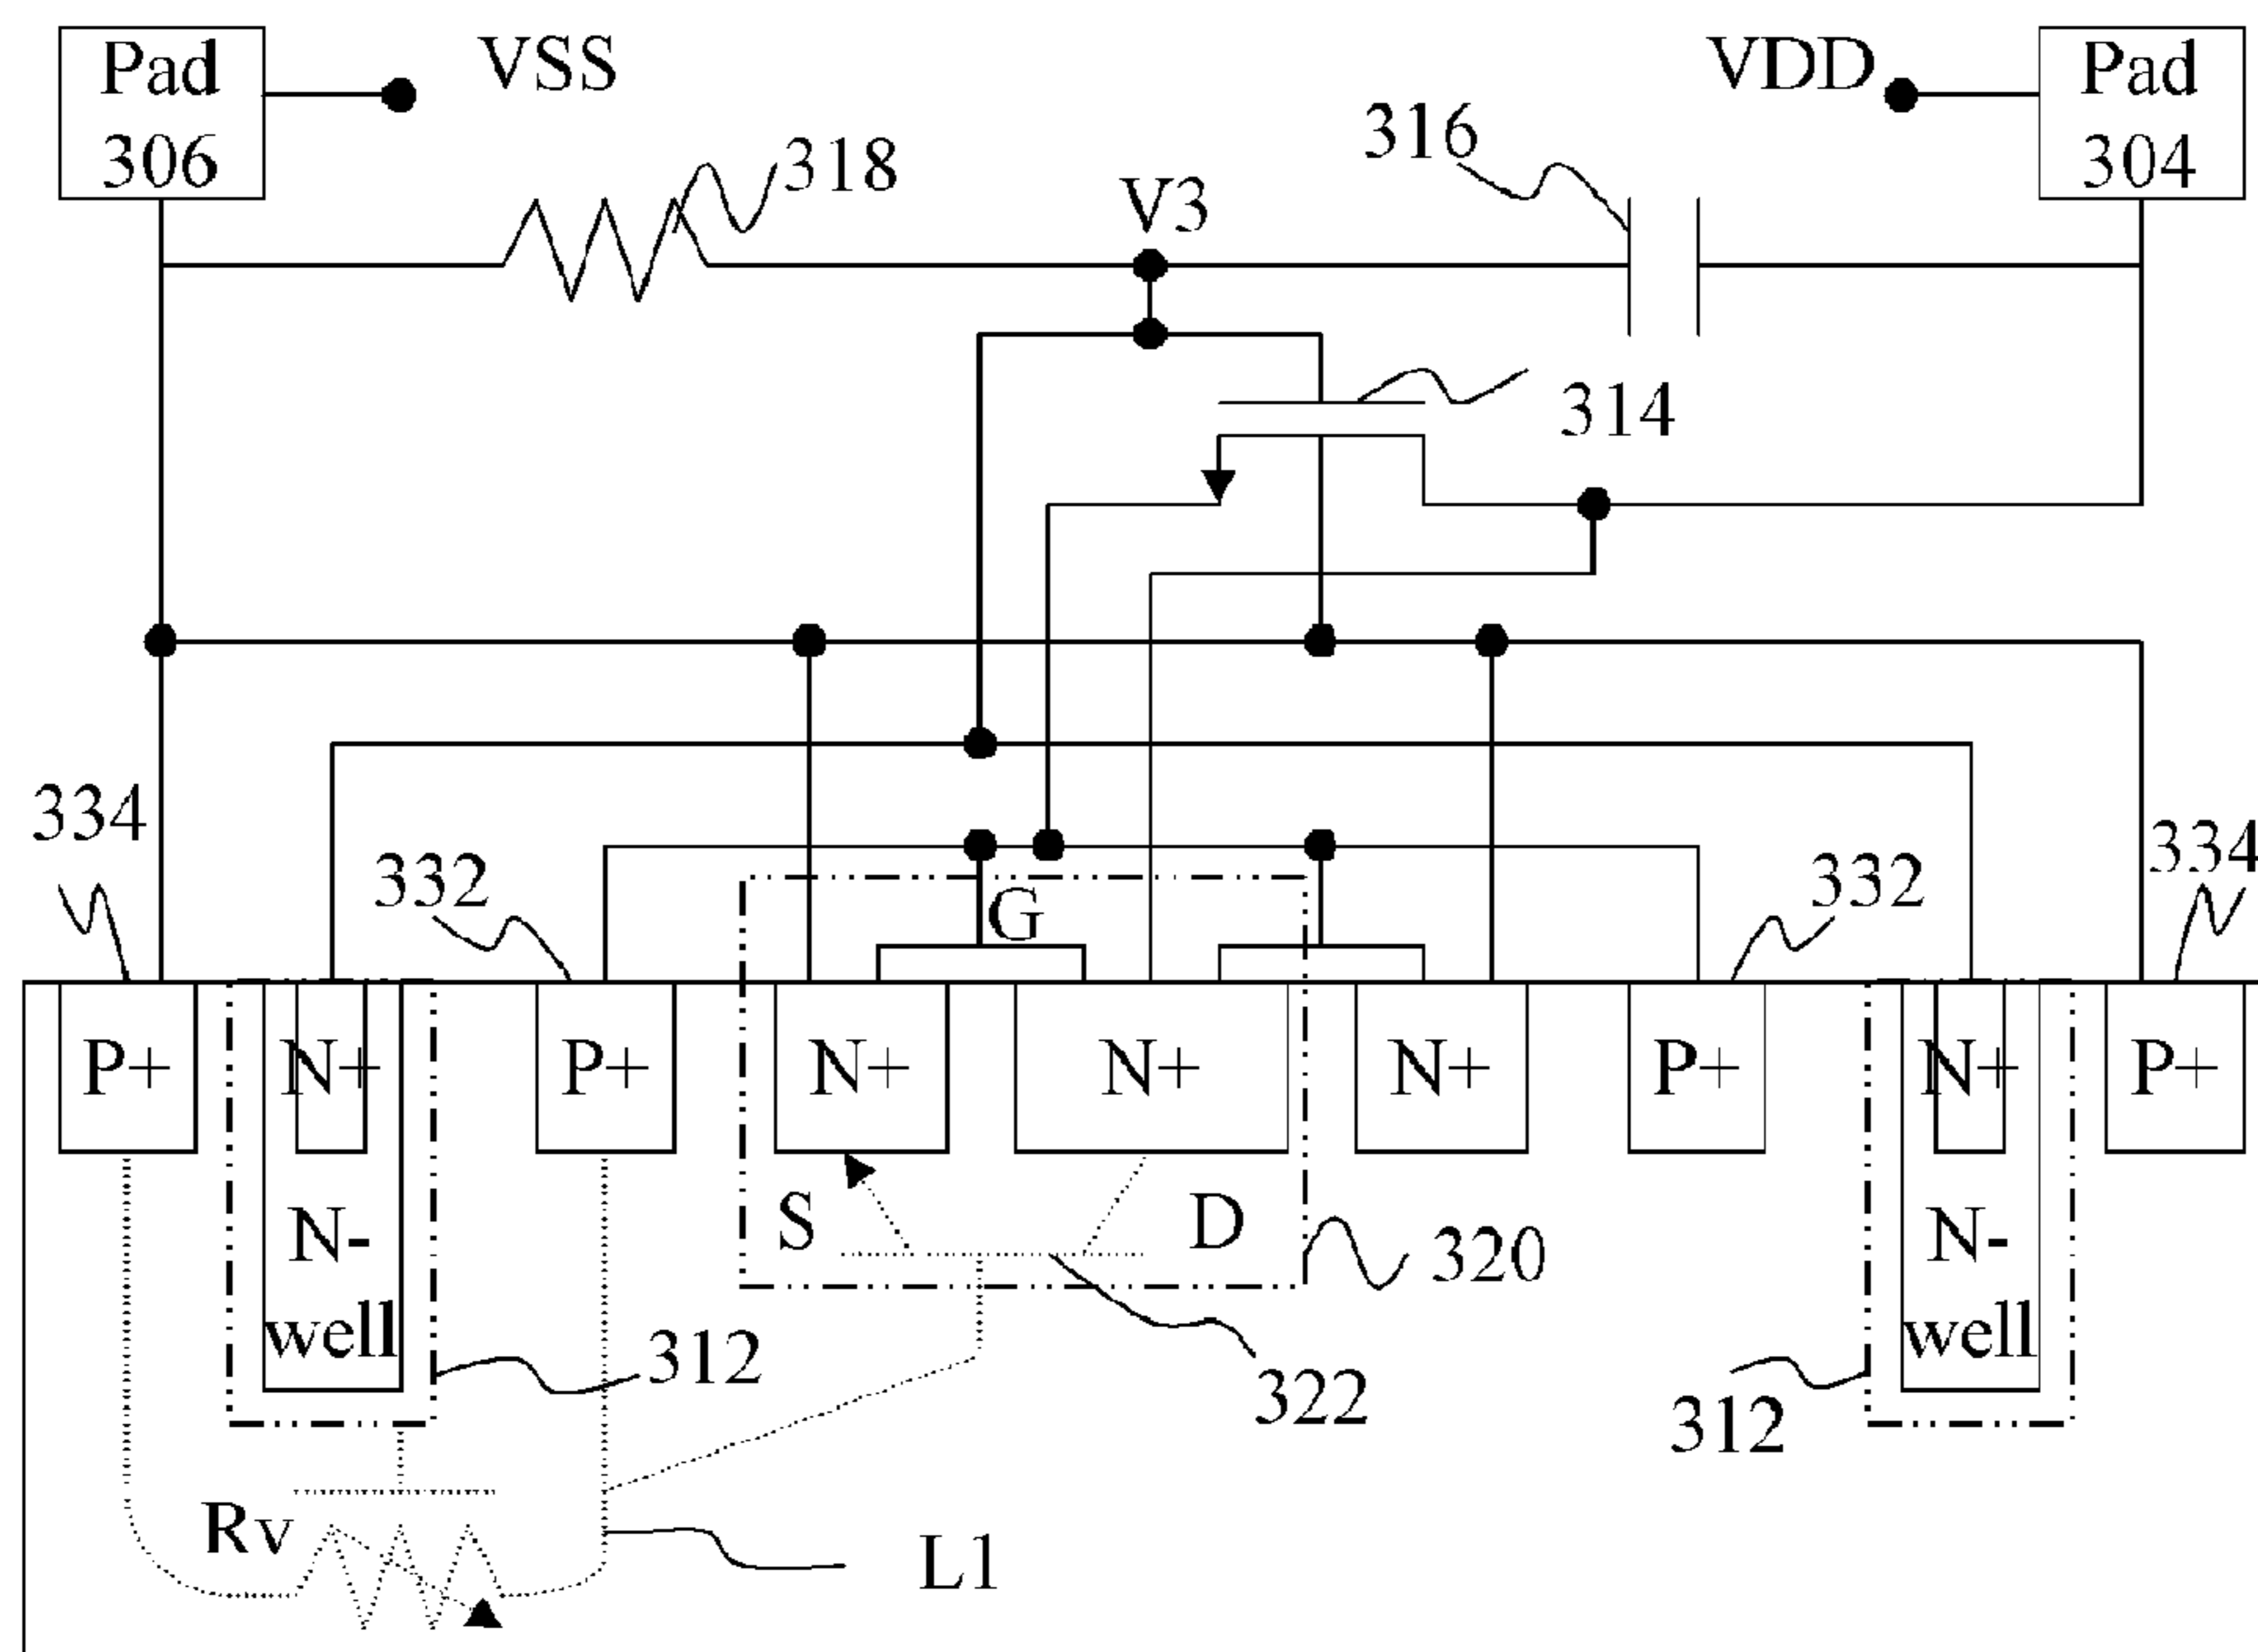 Pad
306
VSS
VDD
Pad
304
318
316
V3
314
334
332
G
332
334
P+
N+
P+
N+
N+
N+
P+
N+
P+
N-
well
S
D
320
N-
well
312
322
312
Rv
L1